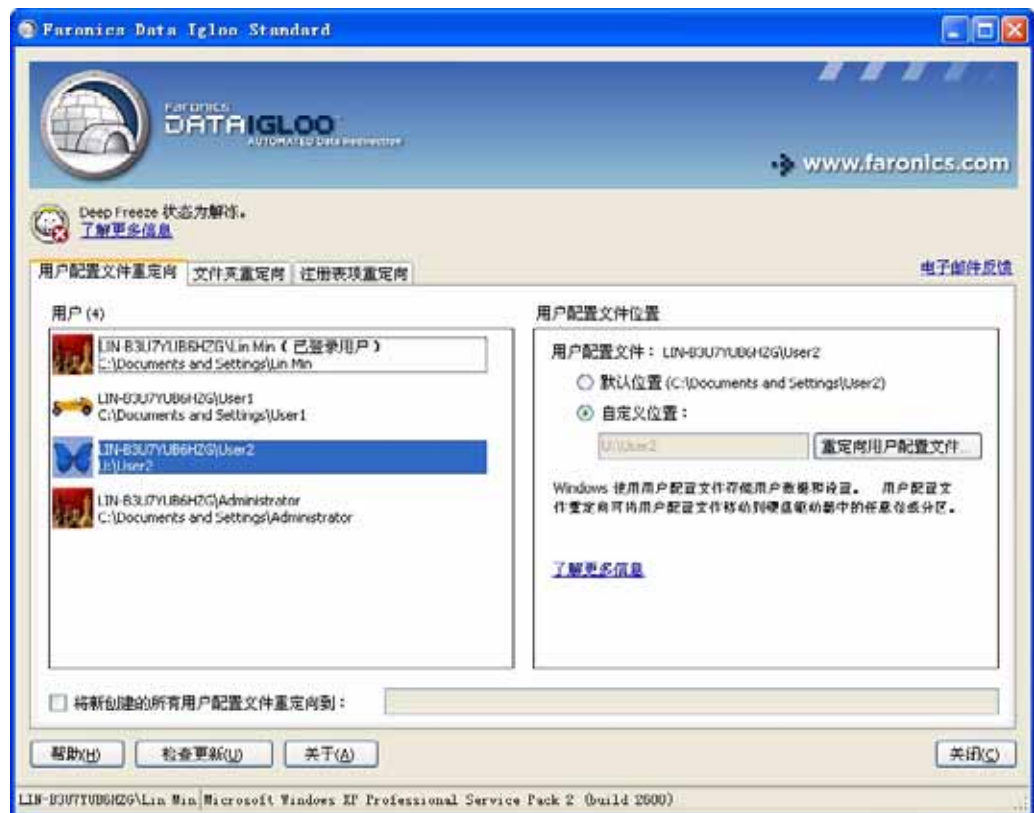 Faronics Data Igloo Standard
Faronics
DATA IGLOO
AUTOMATED Data Redirection
www.faronics.com
Deep Freeze 状态为解冻。
了解更多信息
用户配置文件重定向 文件夹重定向 注册表项重定向
电子邮件反馈
用户 (4)
LIN-B3U7YUB6HZG\Lin Min ( 已登录用户 )
C:\Documents and Settings\Lin Min
LIN-B3U7YUB6HZG\User1
C:\Documents and Settings\User1
LIN-B3U7YUB6HZG\User2
U:\User2
LIN-B3U7YUB6HZG\Administrator
C:\Documents and Settings\Administrator
用户配置文件位置
用户配置文件： LIN-B3U7YUB6HZG\User2
默认位置 (C:\Documents and Settings\User2)
自定义位置：
U:\User2
重定向用户配置文件...
Windows 使用用户配置文件存储用户数据和设置。 用户配置文
件重定向可将用户配置文件移动到硬盘驱动器中的任意位或分区。
了解更多信息
将新创建的所有用户配置文件重定向到：
帮助(H) 检查更新(U) 关于(A) 关闭(C)
LIN-B3U7YUB6HZG\Lin Min Microsoft Windows XP Professional Service Pack 2 (build 2600)